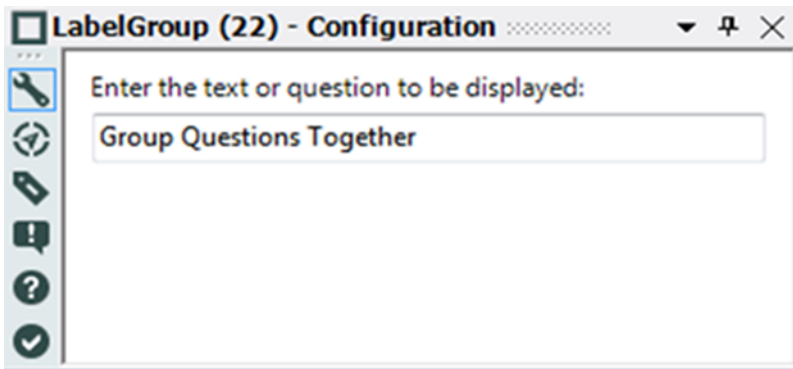 LabelGroup (22) - Configuration
Enter the text or question to be displayed:
Group Questions Together